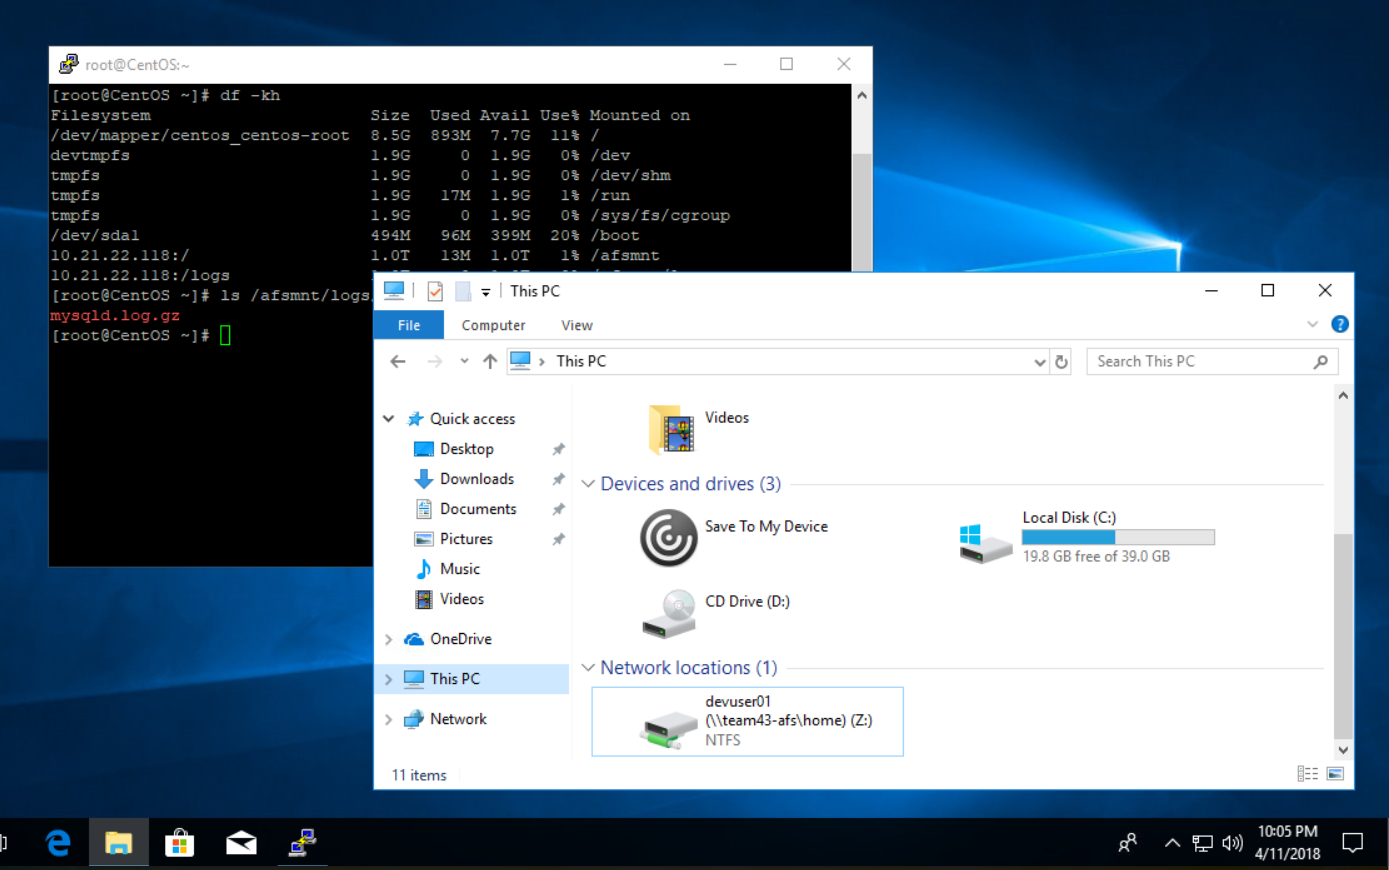 root@CentOS:~
[root@CentOS ~]# df -kh
Filesystem Size Used Avail Use% Mounted on
/dev/mapper/centos_centos-root 8.5G 893M 7.7G 11% /
devtmpfs 1.9G 0 1.9G 0% /dev
tmpfs 1.9G 0 1.9G 0% /dev/shm
tmpfs 1.9G 17M 1.9G 1% /run
tmpfs 1.9G 0 1.9G 0% /sys/fs/cgroup
/dev/sda1 494M 96M 399M 20% /boot
10.21.22.118:/ 1.0T 13M 1.0T 1% /afsmnt
10.21.22.118:/logs
[root@CentOS ~]# ls /afsmnt/logs
mysqld.log.gz
[root@CentOS ~]#
This PC
File Computer View
This PC
Search This PC
Quick access
Desktop
Downloads
Documents
Pictures
Music
Videos
OneDrive
This PC
Network
Videos
Devices and drives (3)
Save To My Device
Local Disk (C:)
19.8 GB free of 39.0 GB
CD Drive (D:)
Network locations (1)
devuser01
(\\team43-afs\home) (Z:)
NTFS
11 items
10:05 PM
4/11/2018